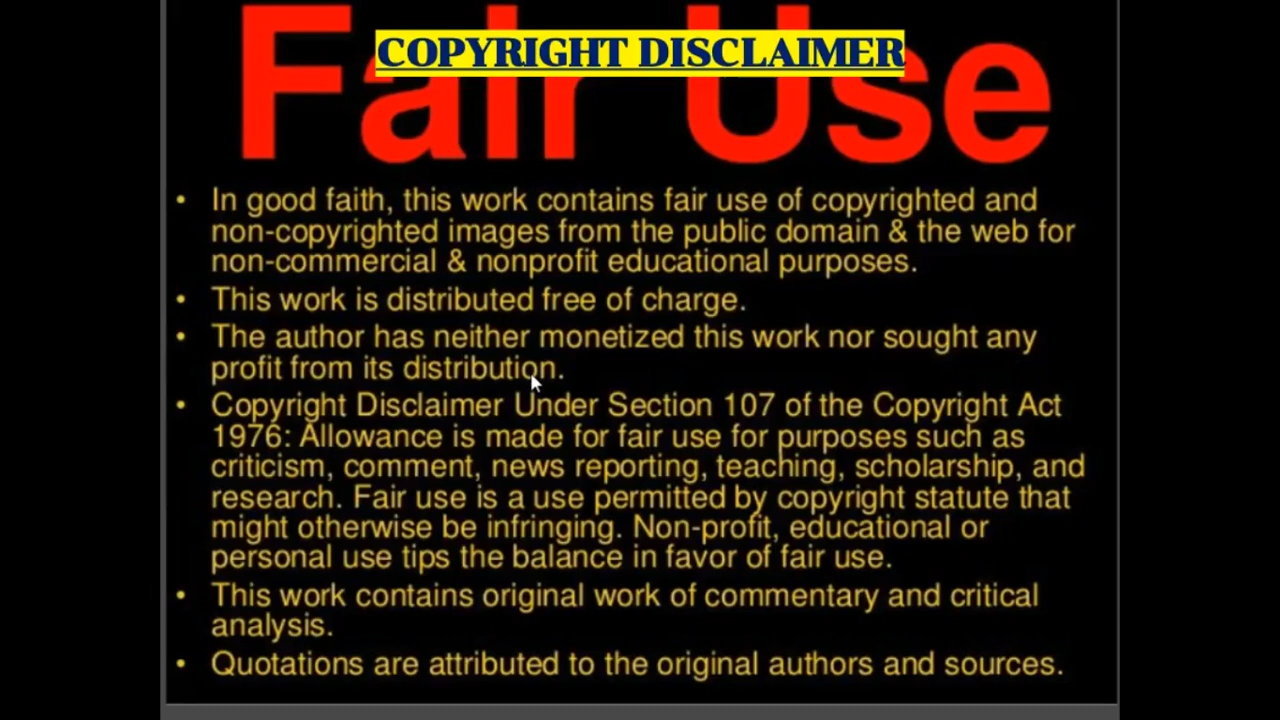 Fair Use
COPYRIGHT DISCLAIMER
• In good faith, this work contains fair use of copyrighted and
non-copyrighted images from the public domain & the web for
non-commercial & nonprofit educational purposes.
• This work is distributed free of charge.
• The author has neither monetized this work nor sought any
profit from its distribution.
• Copyright Disclaimer Under Section 107 of the Copyright Act
1976: Allowance is made for fair use for purposes such as
criticism, comment, news reporting, teaching, scholarship, and
research. Fair use is a use permitted by copyright statute that
might otherwise be infringing. Non-profit, educational or
personal use tips the balance in favor of fair use.
• This work contains original work of commentary and critical
analysis.
• Quotations are attributed to the original authors and sources.